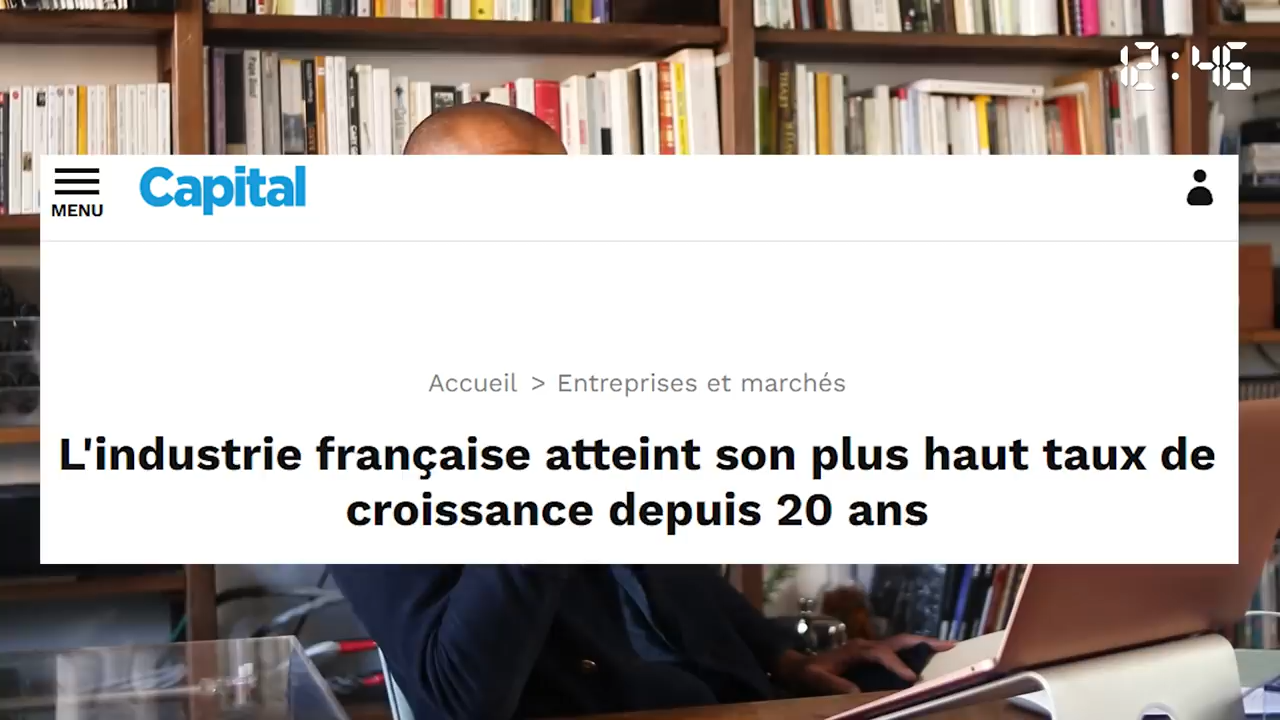 12:46
MENU
Capital
Accueil > Entreprises et marchés
L'industrie française atteint son plus haut taux de
croissance depuis 20 ans